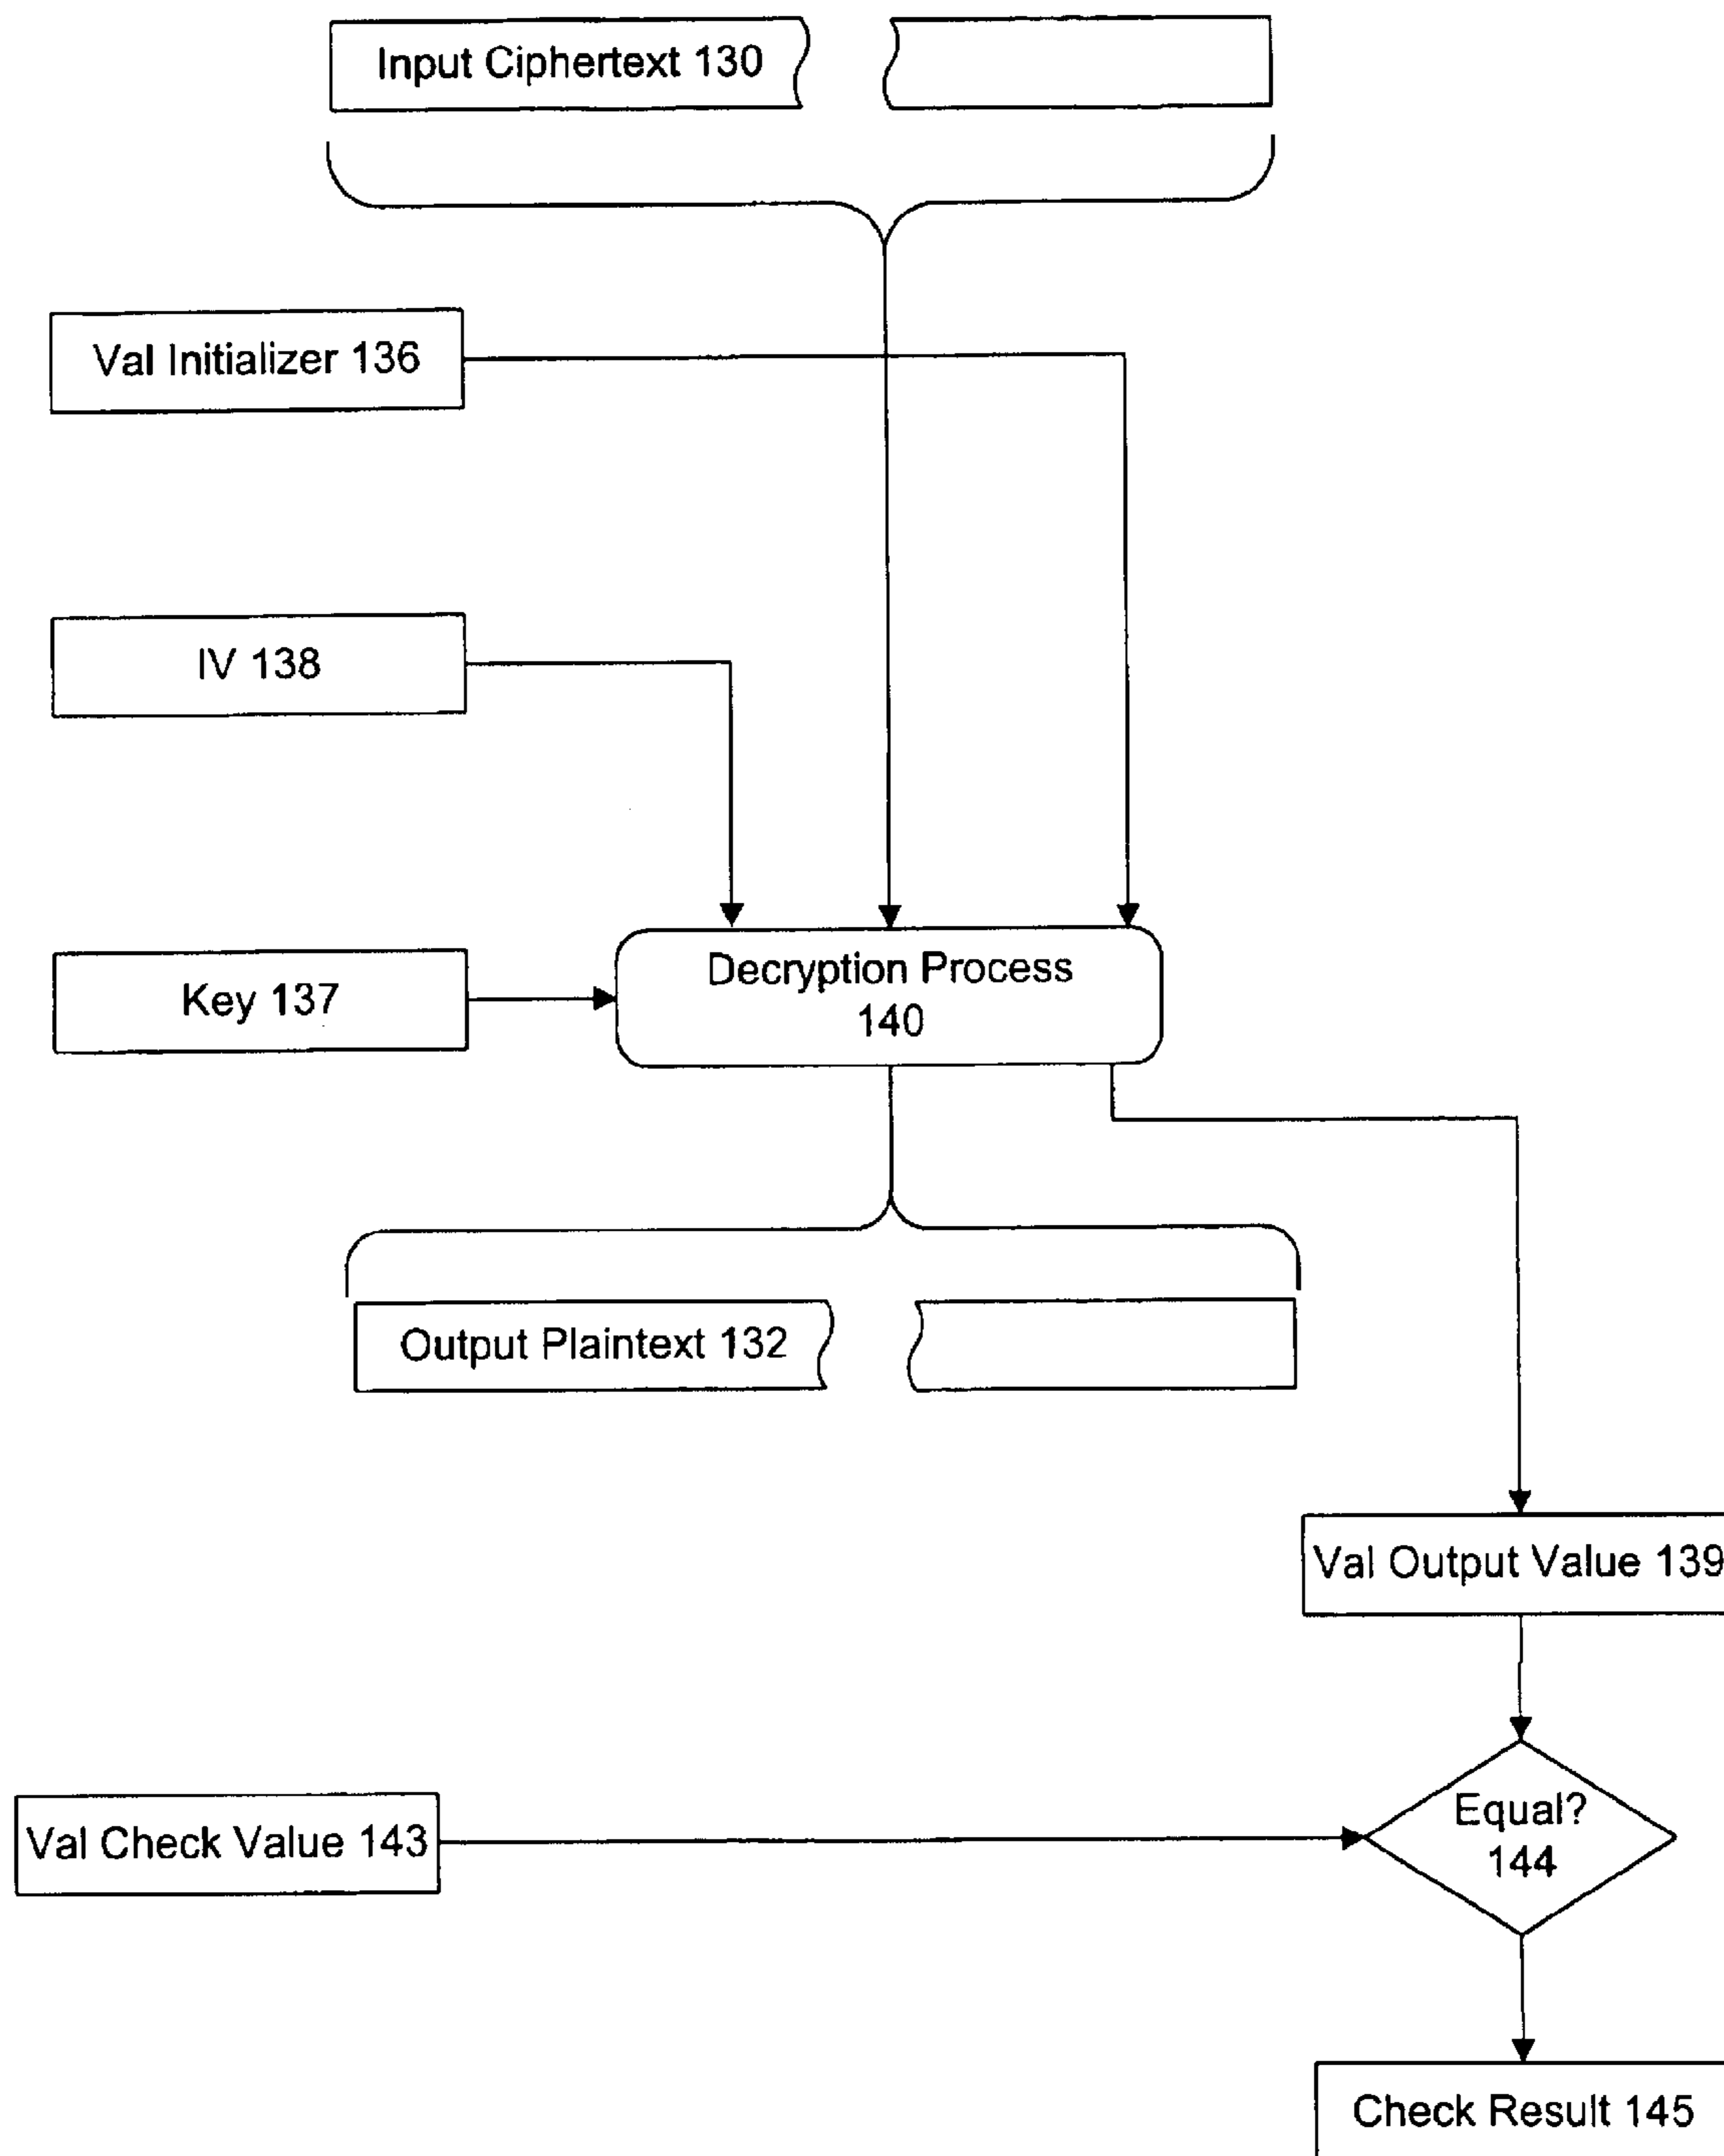 Input Ciphertext 130
Val Initializer 136
IV 138
Key 137
Decryption Process
140
Output Plaintext 132
Val Output Value 139
Val Check Value 143
Equal?
144
Check Result 145